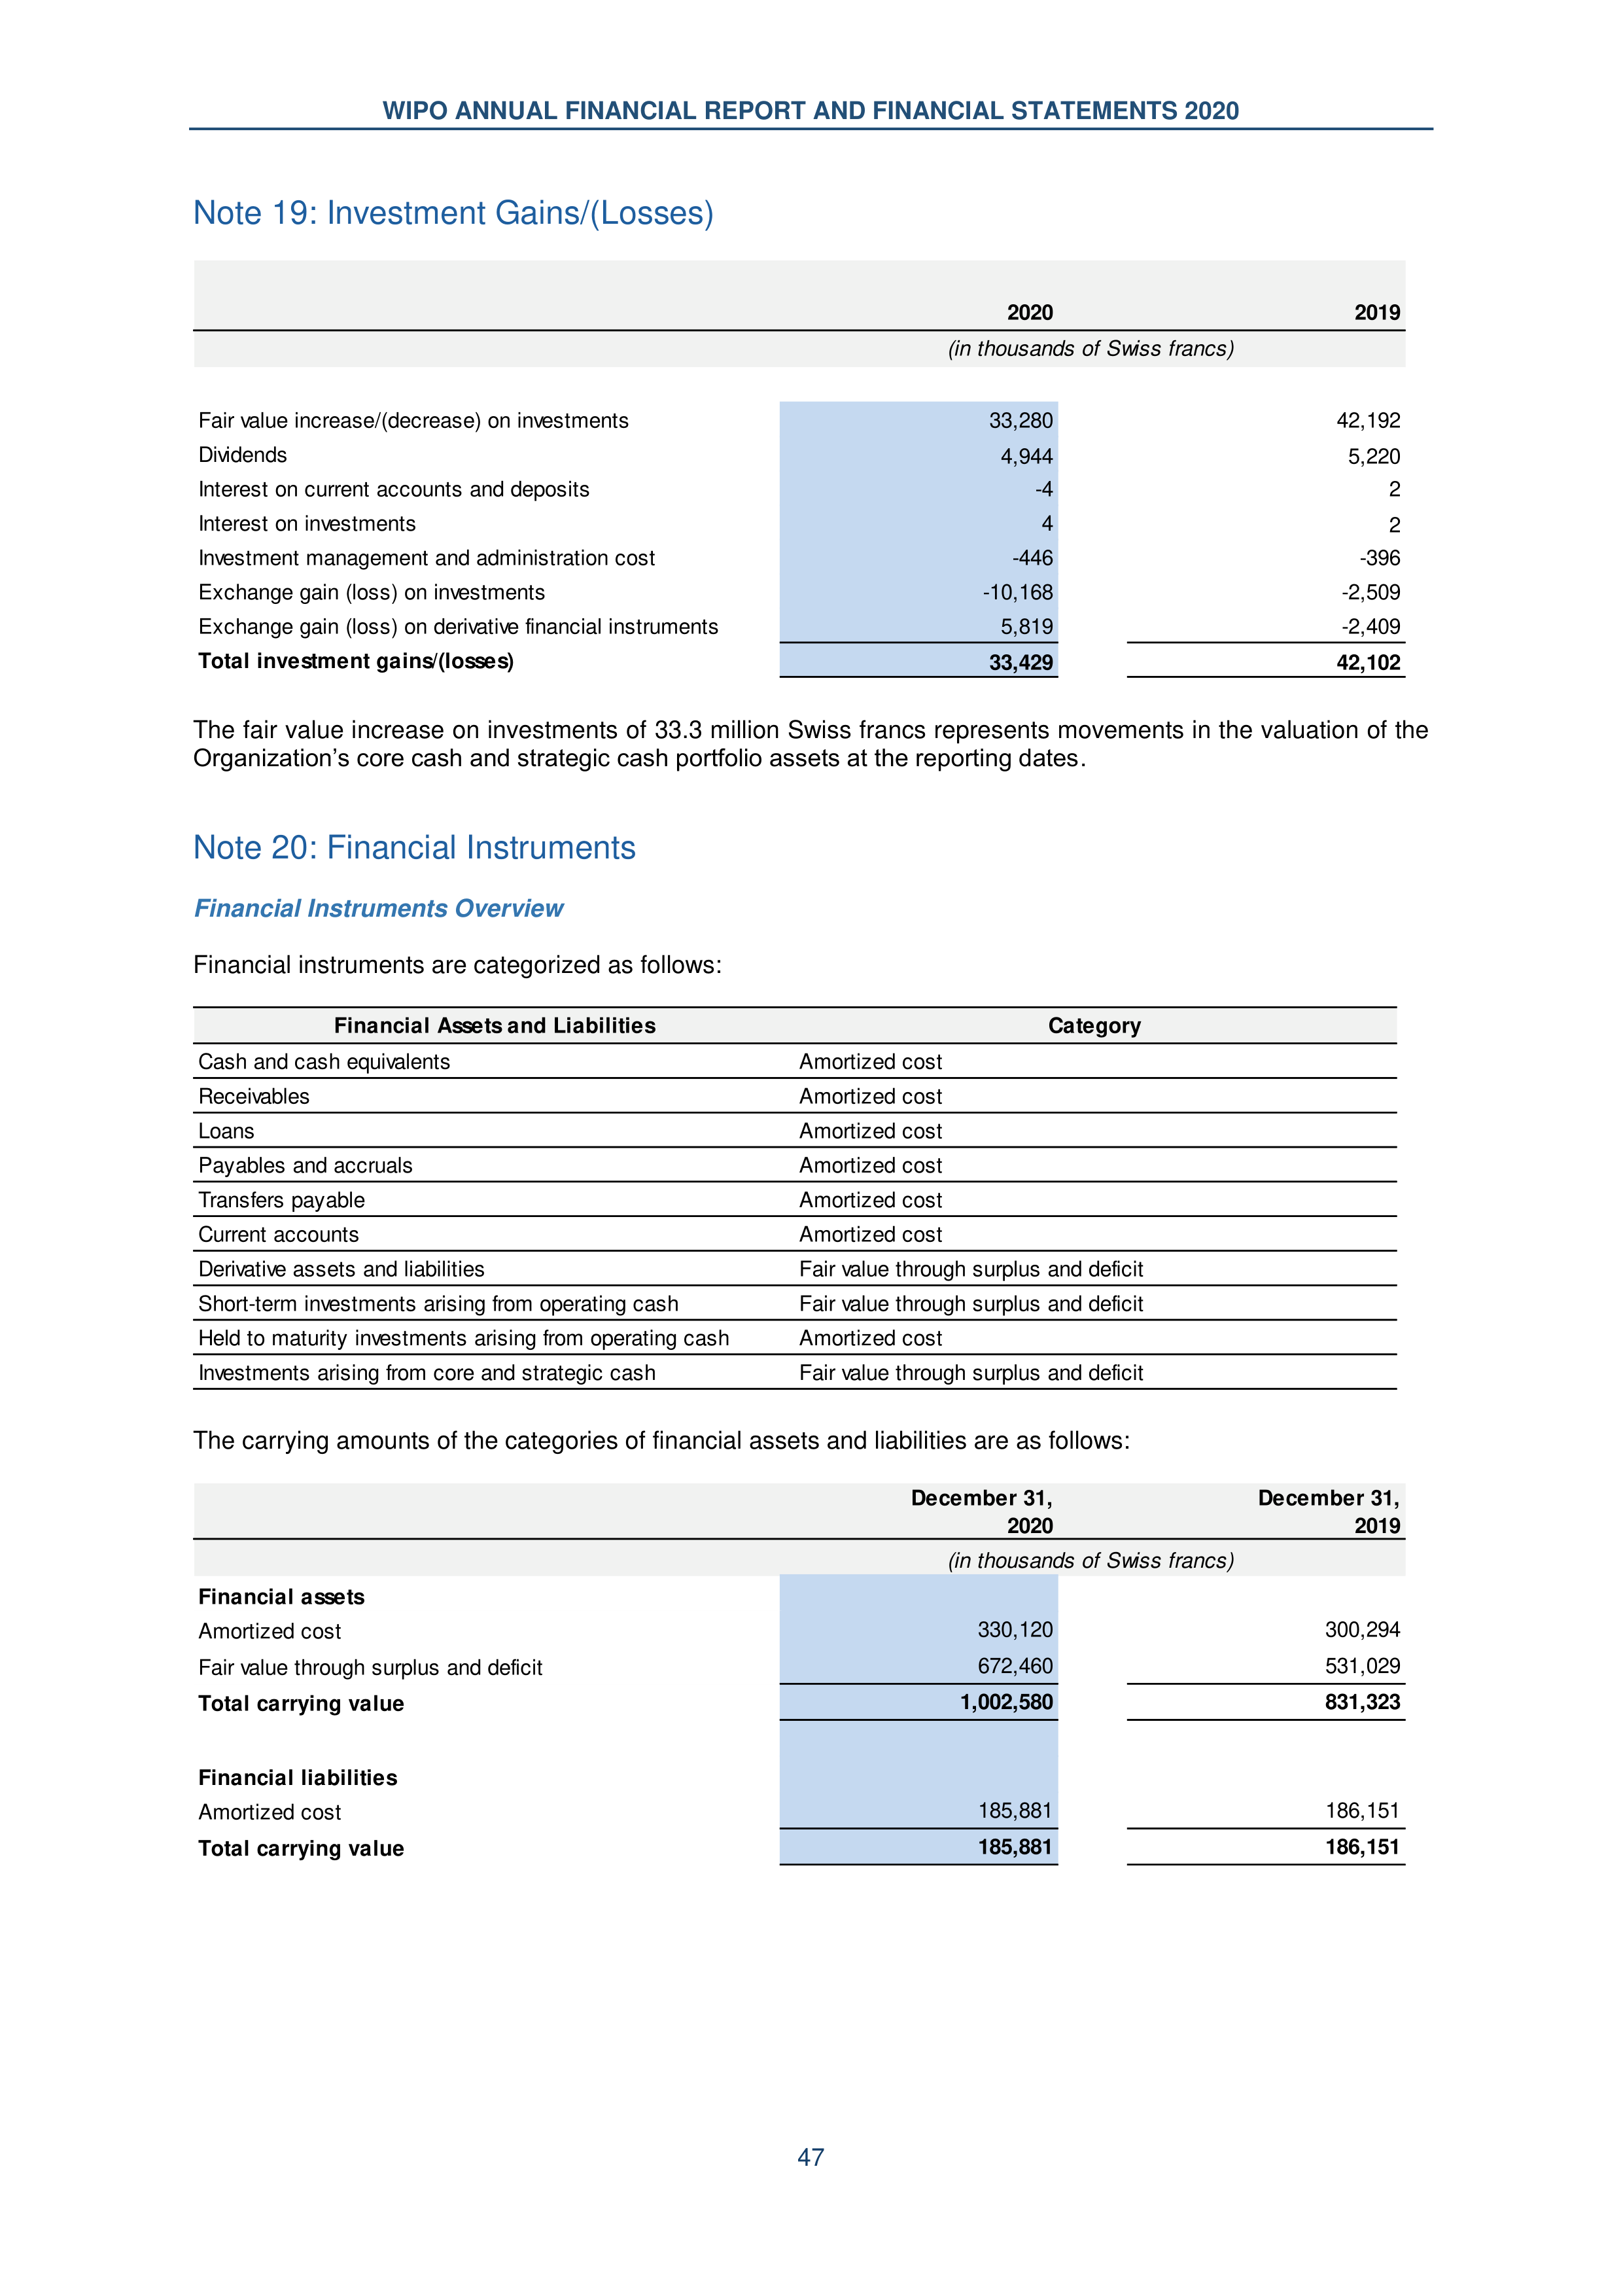 WIPO ANNUAL FINANCIAL REPORT AND FINANCIAL STATEMENTS 2020
Note 19: Investment Gains/(Losses)
2020 2019
(in thousands of Swiss francs)
Fair value increase/(decrease) on investments 33,280 42,192
Dividends 4,944 5,220
Interest on current accounts and deposits -4 2
Interest on investments 4 2
Investment management and administration cost -446 -396
Exchange gain (loss) on investments -10,168 -2,509
Exchange gain (loss) on derivative financial instruments 5,819 -2,409
Total investment gains/(losses) 33,429 42,102
The fair value increase on investments of 33.3 million Swiss francs represents movements in the valuation of the
Organization’s core cash and strategic cash portfolio assets at the reporting dates.
Note 20: Financial Instruments
Financial Instruments Overview
Financial instruments are categorized as follows:
Financial Assets and Liabilities Category
Cash and cash equivalents Amortized cost
Receivables Amortized cost
Loans Amortized cost
Payables and accruals Amortized cost
Transfers payable Amortized cost
Current accounts Amortized cost
Derivative assets and liabilities Fair value through surplus and deficit
Short-term investments arising from operating cash Fair value through surplus and deficit
Held to maturity investments arising from operating cash Amortized cost
Investments arising from core and strategic cash Fair value through surplus and deficit
The carrying amounts of the categories of financial assets and liabilities are as follows:
December 31, December 31,
2020 2019
(in thousands of Swiss francs)
Financial assets
Amortized cost 330,120 300,294
Fair value through surplus and deficit 672,460 531,029
Total carrying value 1,002,580 831,323
Financial liabilities
Amortized cost 185,881 186,151
Total carrying value 185,881 186,151
47